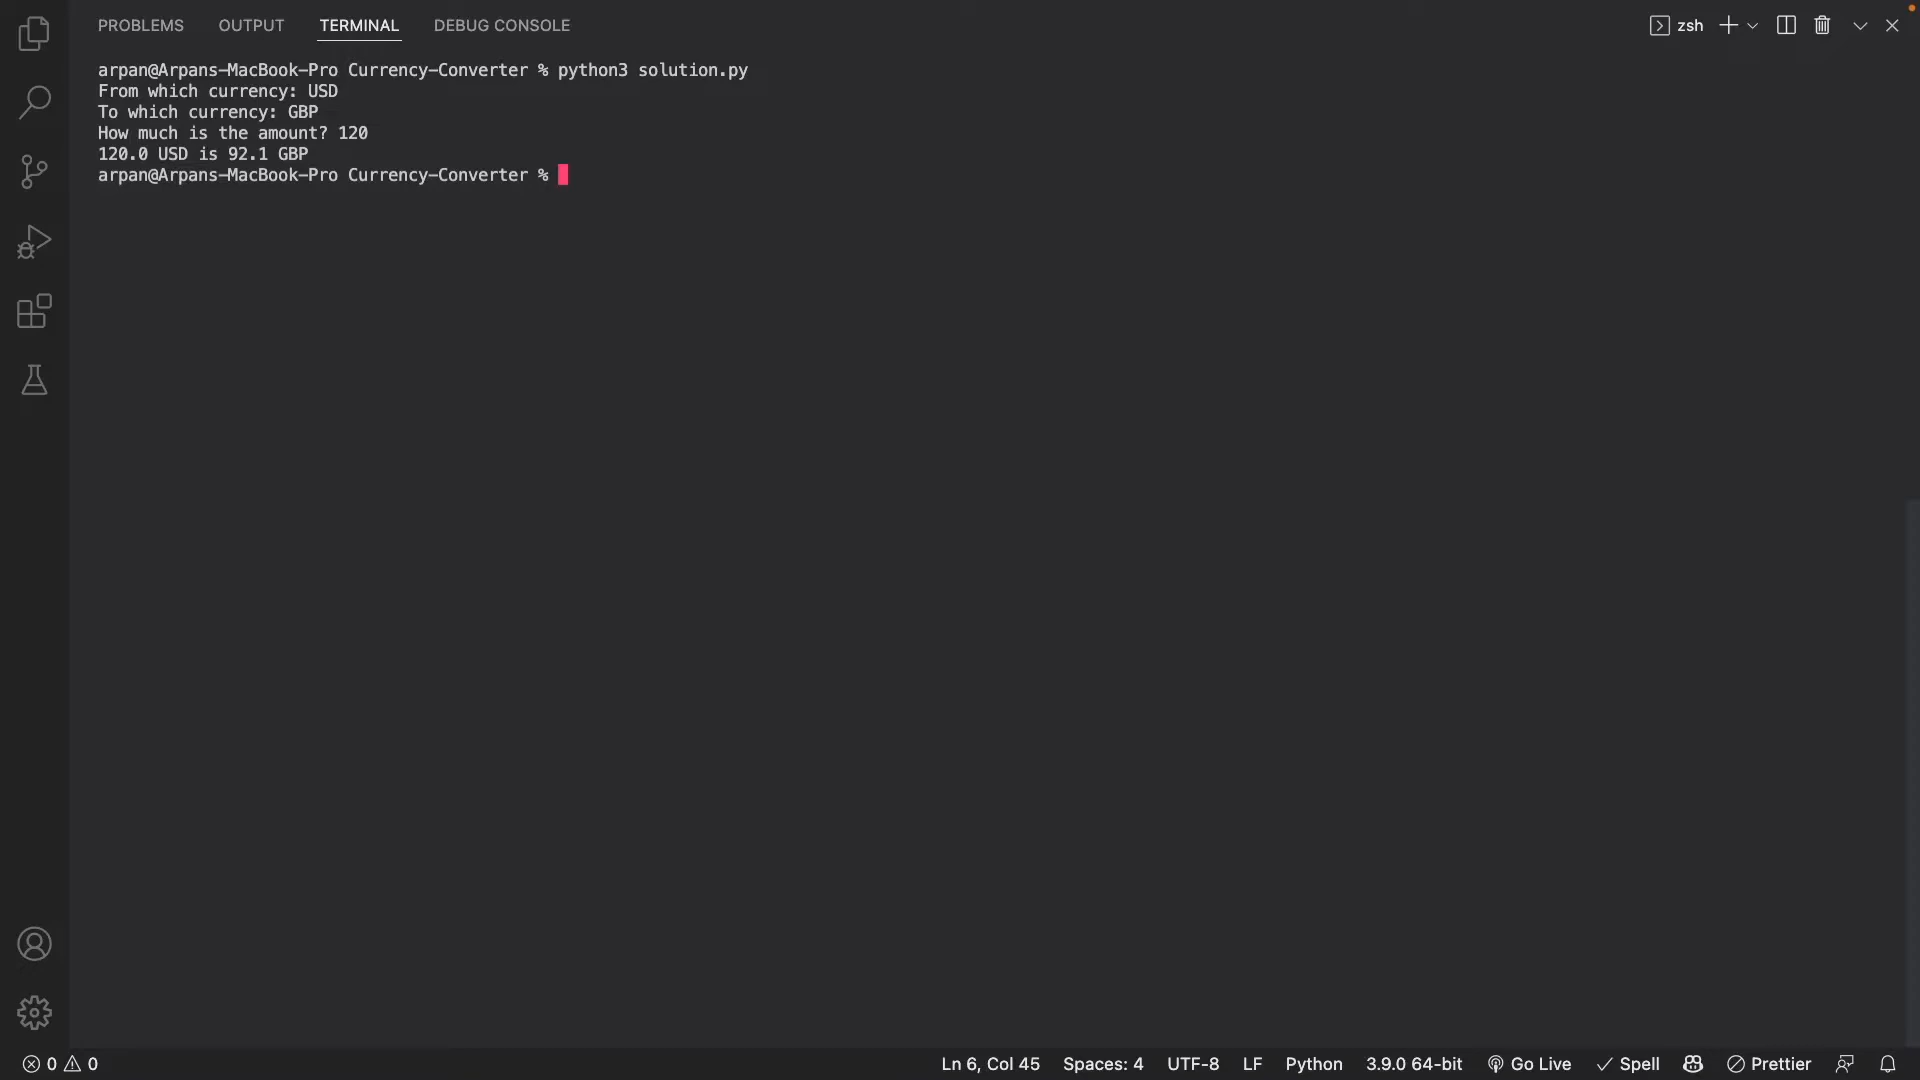 PROBLEMS OUTPUT TERMINAL DEBUG CONSOLE zsh
arpan@Arpans-MacBook-Pro Currency-Converter % python3 solution.py
From which currency: USD
To which currency: GBP
How much is the amount? 120
120.0 USD is 92.1 GBP
arpan@Arpans-MacBook-Pro Currency-Converter %
0 0 Ln 6, Col 45 Spaces: 4 UTF-8 LF Python 3.9.0 64-bit Go Live Spell Prettier